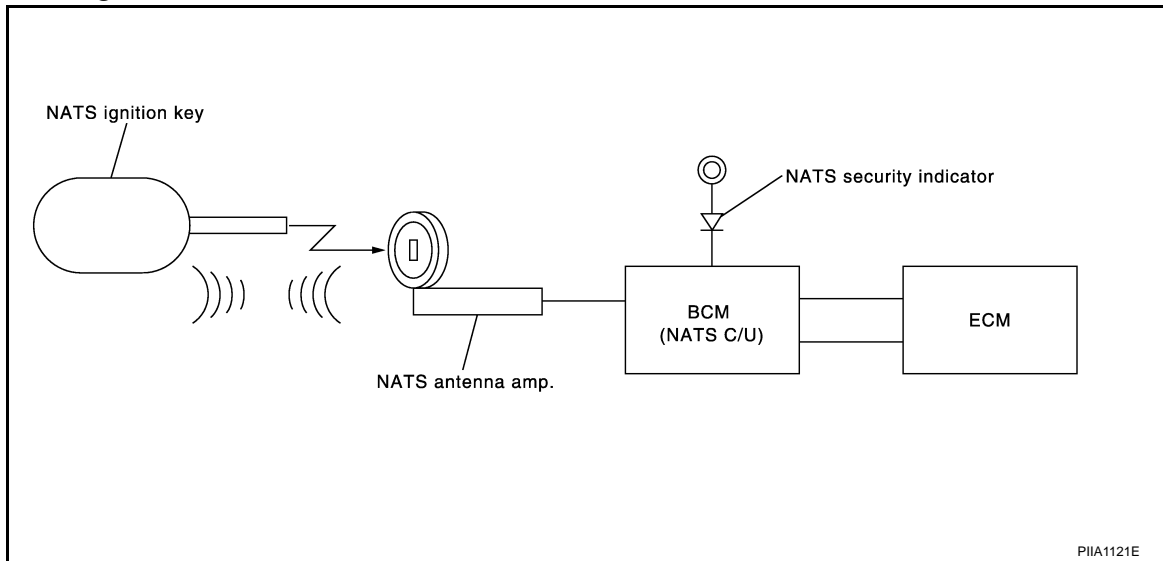 NATS ignition key
NATS security indicator
BCM
(NATS C/U)
ECM
NATS antenna amp.
PIIA1121E